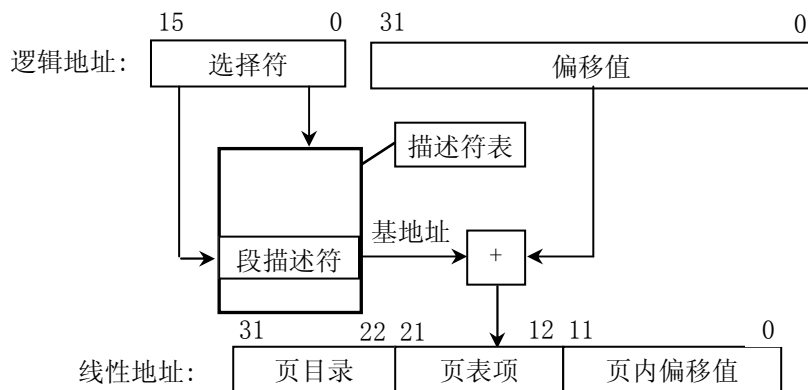 15 0 31 0
逻辑地址: 选择符 偏移值
描述符表
基地址
段描述符 +
31 22 21 12 11 0
线性地址: 页目录 页表项 页内偏移值